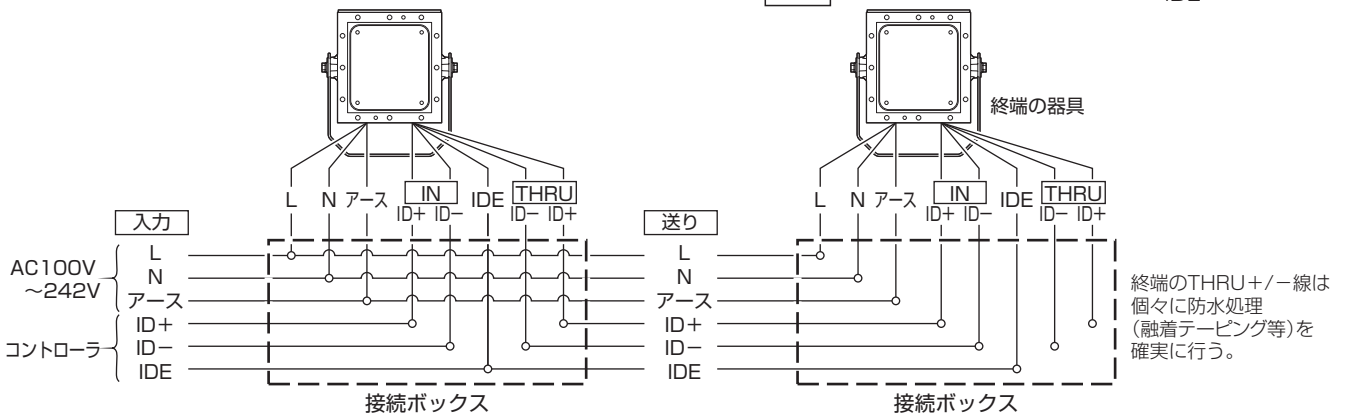 終端の器具
L N アース IN IDE THRU
ID+ ID− ID− ID+
L N アース IN IDE THRU
ID+ ID− ID− ID+
入力
AC100V
～242V
コントローラ
L
N
アース
ID+
ID−
IDE
接続ボックス
送り
L
N
アース
ID+
ID−
IDE
接続ボックス
終端のTHRU+/−線は
個々に防水処理
(融着テーピング等)を
確実に行う。